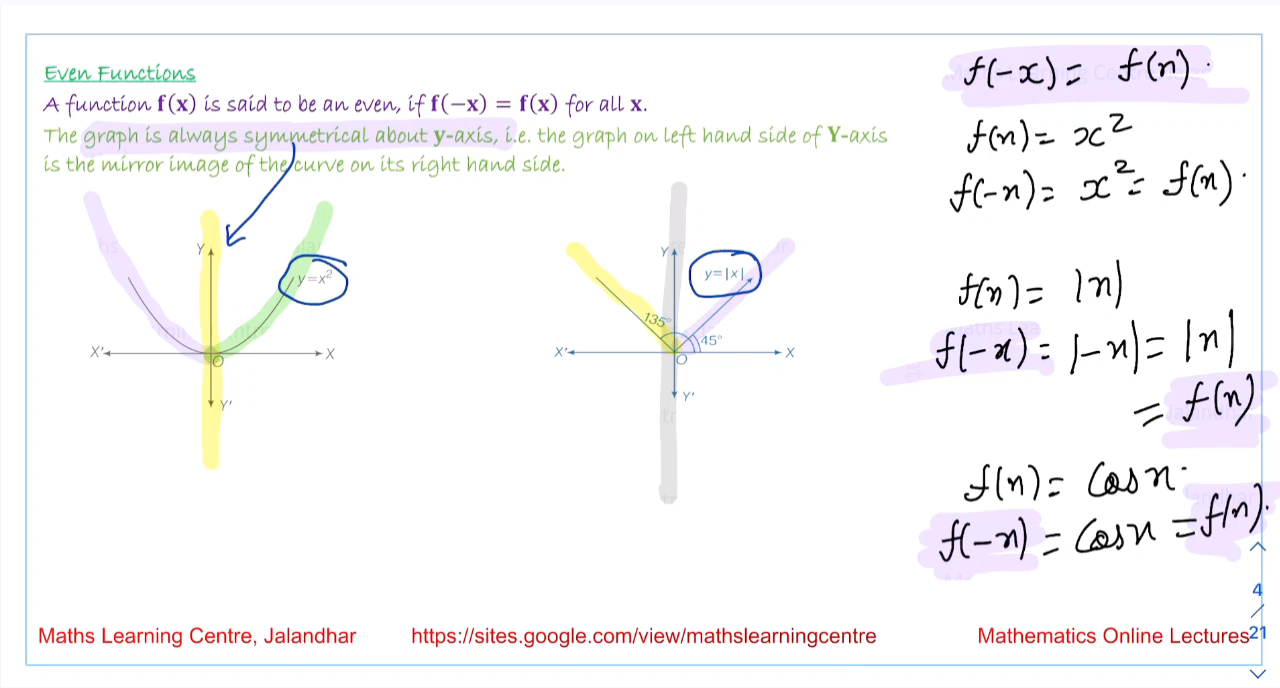 Even Functions
A function f(x) is said to be an even, if f(−x) = f(x) for all x.
The graph is always symmetrical about y-axis, i.e. the graph on left hand side of Y-axis
is the mirror image of the curve on its right hand side.
Y
y=x²
X'
X
O
Y'
Y
y=|x|
135°
45°
X'
X
O
Y'
f(-x) = f(x).
f(x) = x²
f(-x) = x² = f(x).
f(x) = |x|
f(-x) = |-x| = |x|
= f(x)
f(x) = Cos x.
f(-x) = Cos x = f(x).
4
/
21
Maths Learning Centre, Jalandhar
https://sites.google.com/view/mathslearningcentre
Mathematics Online Lectures